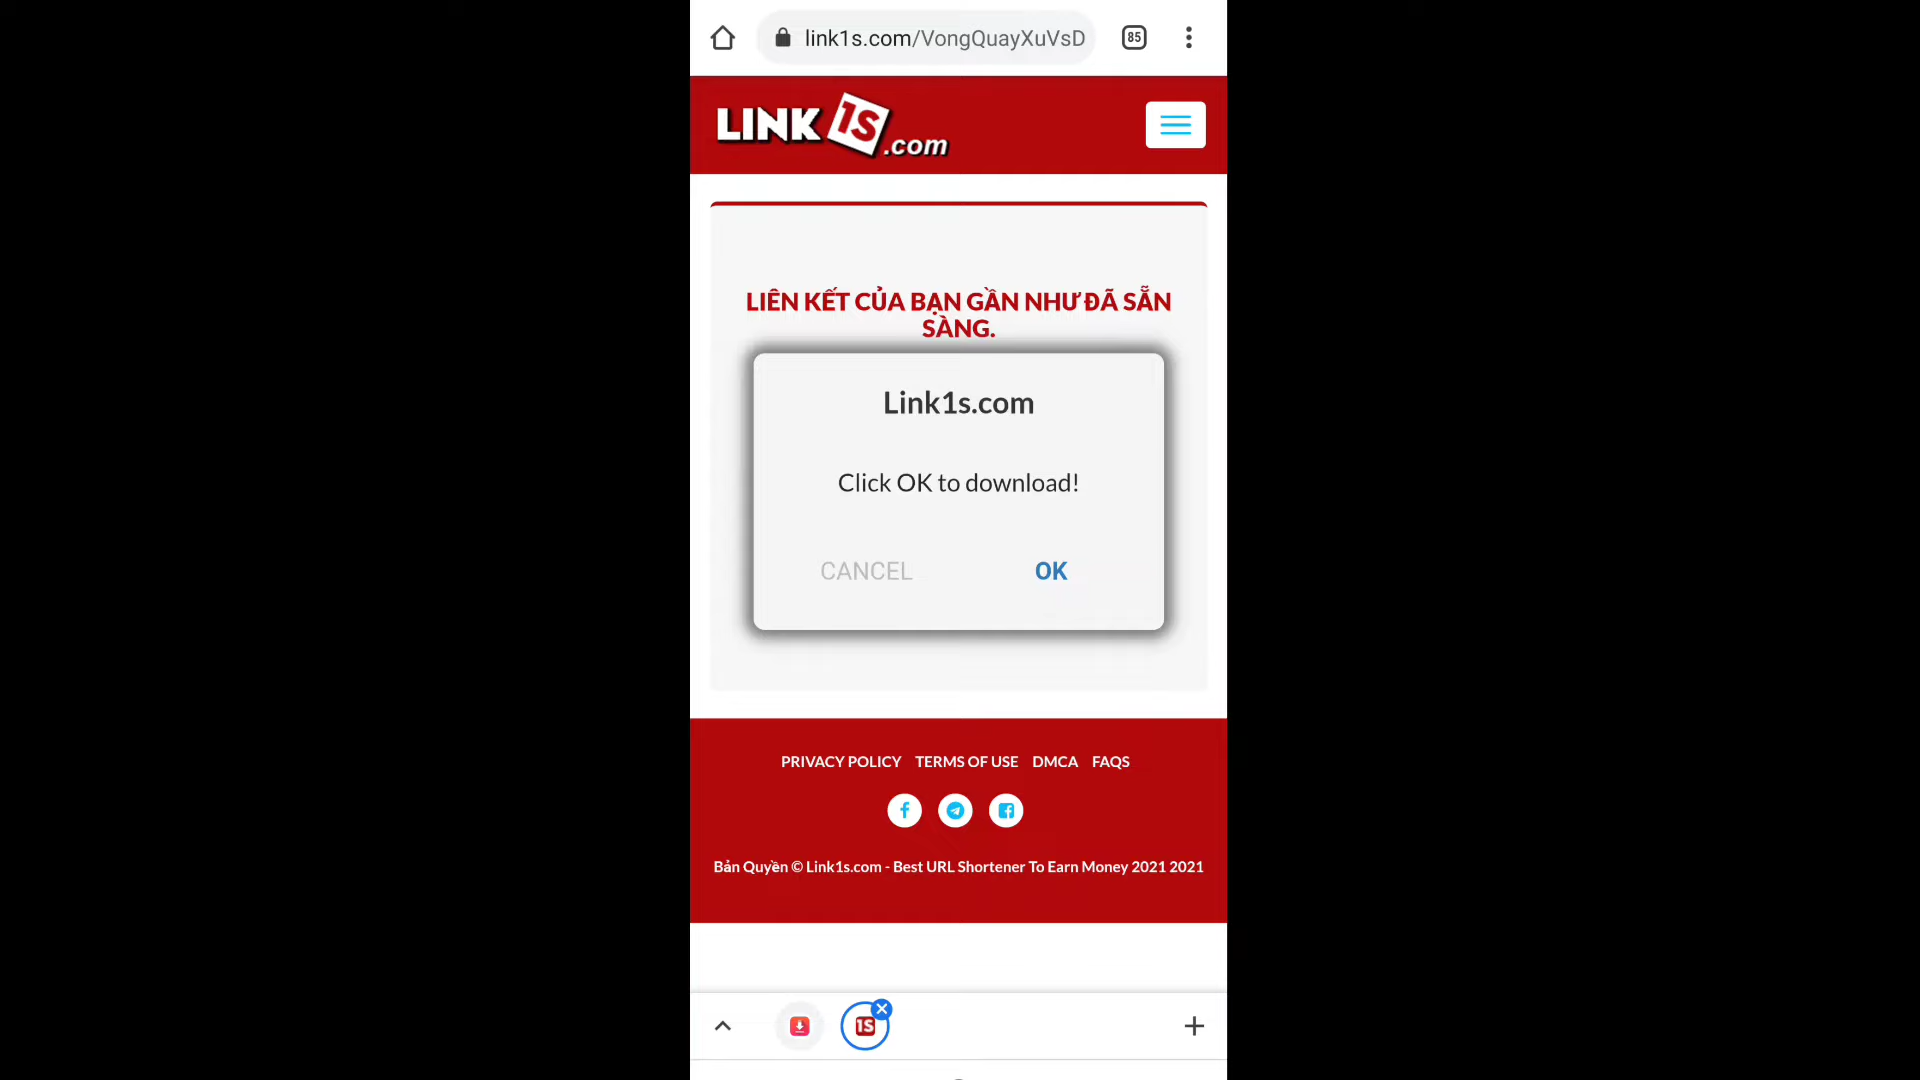 link1s.com/VongQuayXuVsD
85
LINK1S.com
LIÊN KẾT CỦA BẠN GẦN NHƯ ĐÃ SẴN
SÀNG.
Link1s.com
Click OK to download!
CANCEL OK
PRIVACY POLICY TERMS OF USE DMCA FAQS
Bản Quyền © Link1s.com - Best URL Shortener To Earn Money 2021 2021
1S